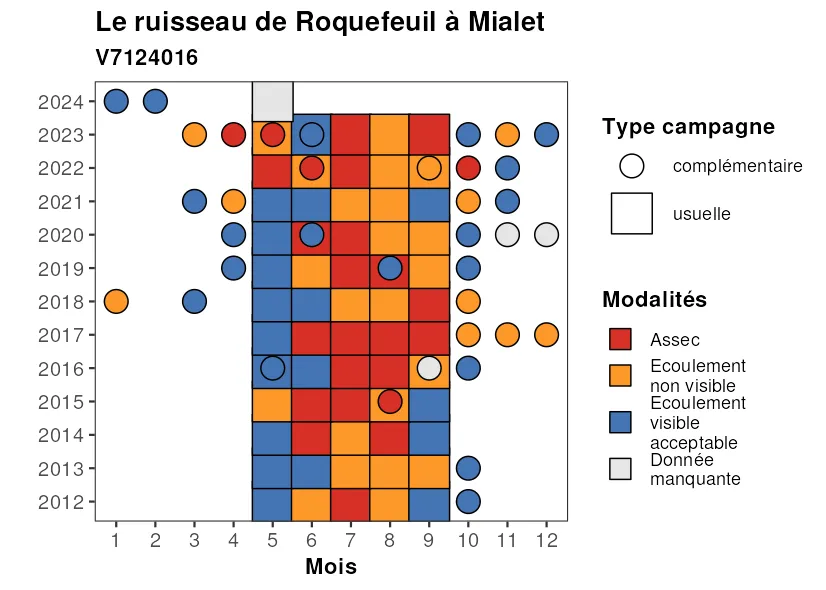 Le ruisseau de Roquefeuil à Mialet
V7124016
2024
2023
2022
2021
2020
2019
2018
2017
2016
2015
2014
2013
2012
1 2 3 4 5 6 7 8 9 10 11 12
Mois
Type campagne
complémentaire
usuelle
Modalités
Assec
Ecoulement
non visible
Ecoulement
visible
acceptable
Donnée
manquante